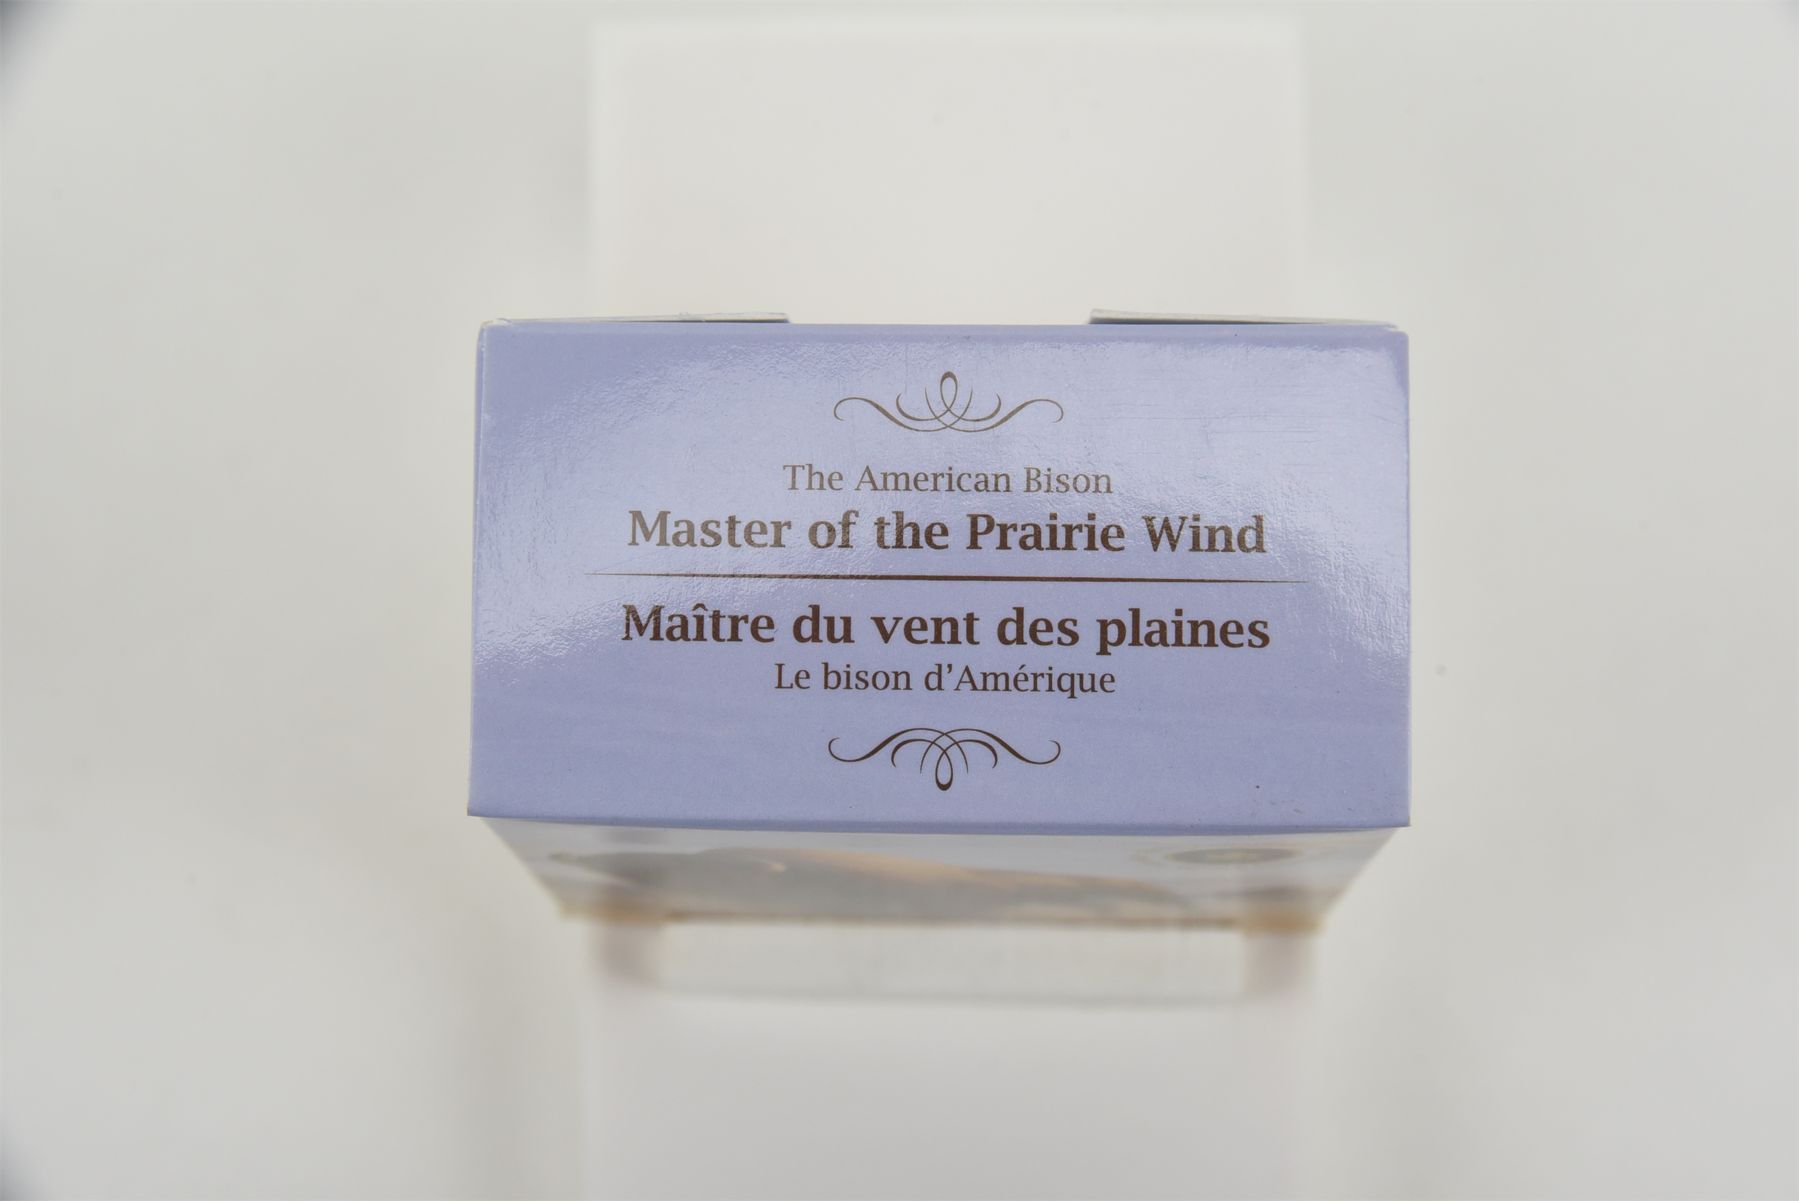 The American Bison
Master of the Prairie Wind
Maître du vent des plaines
Le bison d'Amérique